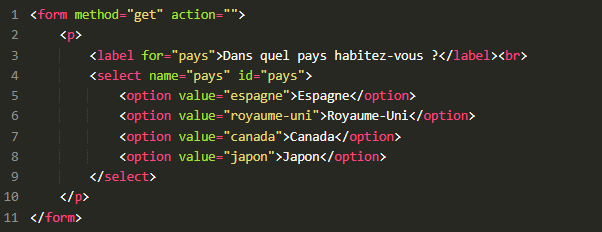 1 <form method="get" action="">
2     <p>
3         <label for="pays">Dans quel pays habitez-vous ?</label><br>
4         <select name="pays" id="pays">
5             <option value="espagne">Espagne</option>
6             <option value="royaume-uni">Royaume-Uni</option>
7             <option value="canada">Canada</option>
8             <option value="japon">Japon</option>
9         </select>
10     </p>
11 </form>